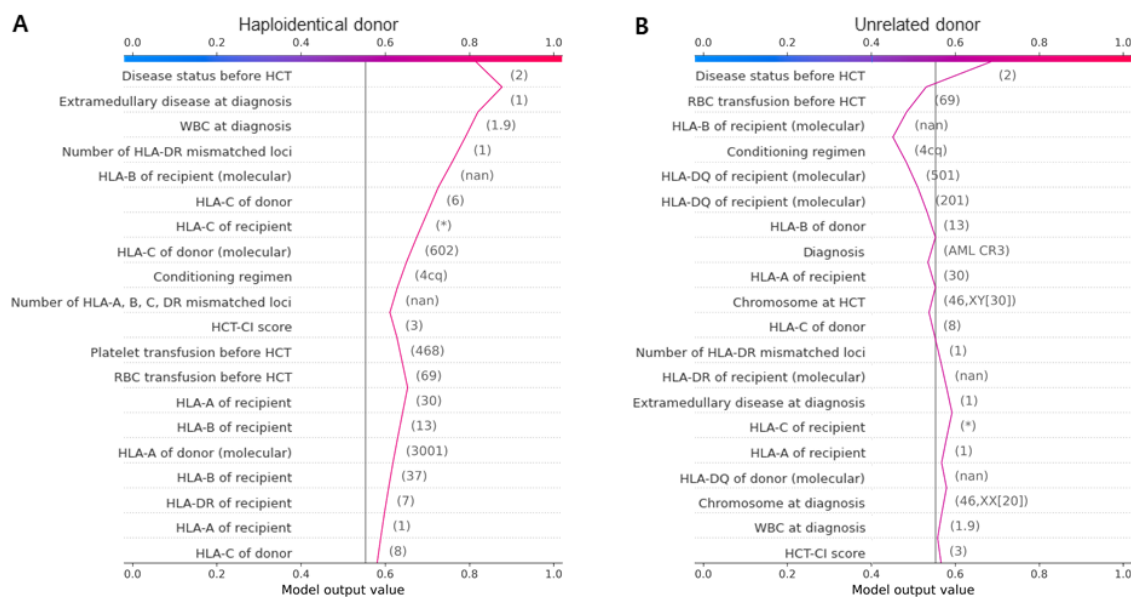 A
Haploidentical donor
0.0 0.2 0.4 0.6 0.8 1.0
Disease status before HCT (2)
Extramedullary disease at diagnosis (1)
WBC at diagnosis (1.9)
Number of HLA-DR mismatched loci (1)
HLA-B of recipient (molecular) (nan)
HLA-C of donor (6)
HLA-C of recipient (*)
HLA-C of donor (molecular) (602)
Conditioning regimen (4cq)
Number of HLA-A, B, C, DR mismatched loci (nan)
HCT-CI score (3)
Platelet transfusion before HCT (468)
RBC transfusion before HCT (69)
HLA-A of recipient (30)
HLA-B of recipient (13)
HLA-A of donor (molecular) (3001)
HLA-B of recipient (37)
HLA-DR of recipient (7)
HLA-A of recipient (1)
HLA-C of donor (8)
0.0 0.2 0.4 0.6 0.8 1.0
Model output value
B
Unrelated donor
0.0 0.2 0.4 0.6 0.8 1.0
Disease status before HCT (2)
RBC transfusion before HCT (69)
HLA-B of recipient (molecular) (nan)
Conditioning regimen (4cq)
HLA-DQ of recipient (molecular) (501)
HLA-DQ of recipient (molecular) (201)
HLA-B of donor (13)
Diagnosis (AML CR3)
HLA-A of recipient (30)
Chromosome at HCT (46,XY[30])
HLA-C of donor (8)
Number of HLA-DR mismatched loci (1)
HLA-DR of recipient (molecular) (nan)
Extramedullary disease at diagnosis (1)
HLA-C of recipient (*)
HLA-A of recipient (1)
HLA-DQ of donor (molecular) (nan)
Chromosome at diagnosis (46,XX[20])
WBC at diagnosis (1.9)
HCT-CI score (3)
0.0 0.2 0.4 0.6 0.8 1.0
Model output value